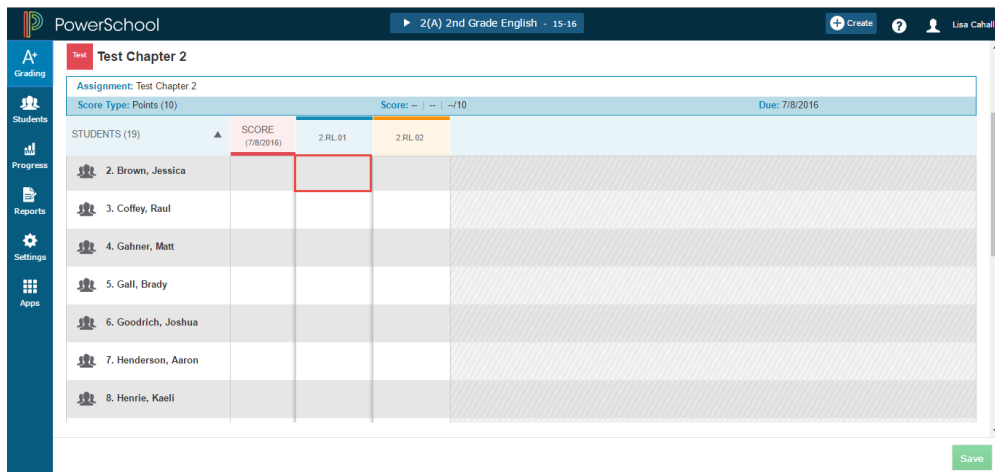 PowerSchool
2(A) 2nd Grade English - 15-16
Create
Lisa Cahall
A+
Grading
Students
Progress
Reports
Settings
Apps
Test
Test Chapter 2
Assignment: Test Chapter 2
Score Type: Points (10)
Score: -- | -- | --/10
Due: 7/8/2016
STUDENTS (19)
SCORE
(7/8/2016)
2.RL.01
2.RL.02
2. Brown, Jessica
3. Coffey, Raul
4. Gahner, Matt
5. Gall, Brady
6. Goodrich, Joshua
7. Henderson, Aaron
8. Henrie, Kaeli
Save